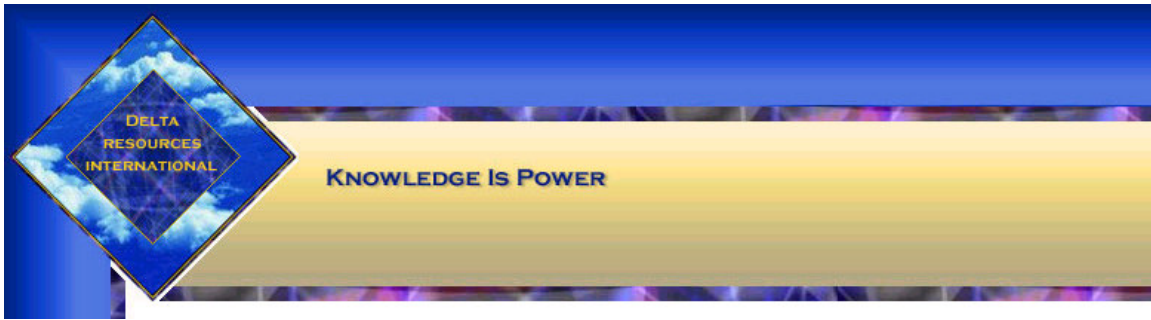 DELTA
RESOURCES
INTERNATIONAL
KNOWLEDGE IS POWER